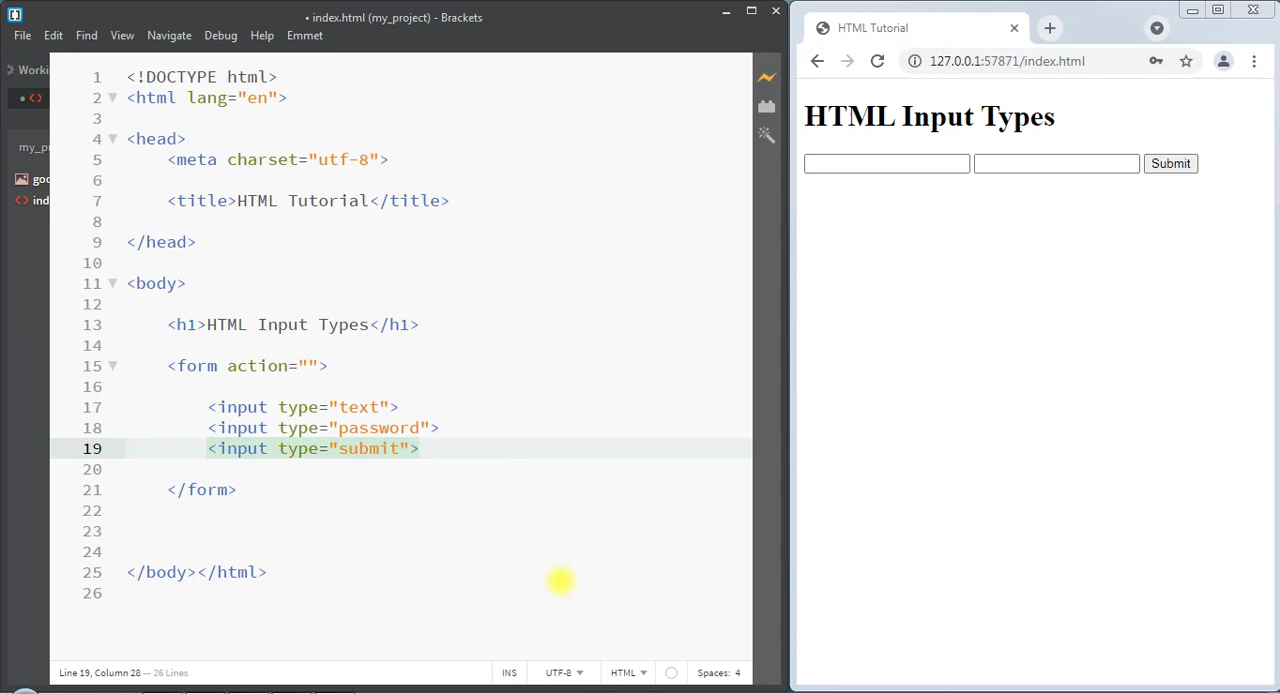 • index.html (my_project) - Brackets
File Edit Find View Navigate Debug Help Emmet
Worki
my_pr
goo
ind
1 <!DOCTYPE html>
2 <html lang="en">
3
4 <head>
5 <meta charset="utf-8">
6
7 <title>HTML Tutorial</title>
8
9 </head>
10
11 <body>
12
13 <h1>HTML Input Types</h1>
14
15 <form action="">
16
17 <input type="text">
18 <input type="password">
19 <input type="submit">
20
21 </form>
22
23
24
25 </body></html>
26
Line 19, Column 28 — 26 Lines
INS UTF-8 HTML Spaces: 4
HTML Tutorial
127.0.0.1:57871/index.html
HTML Input Types
Submit